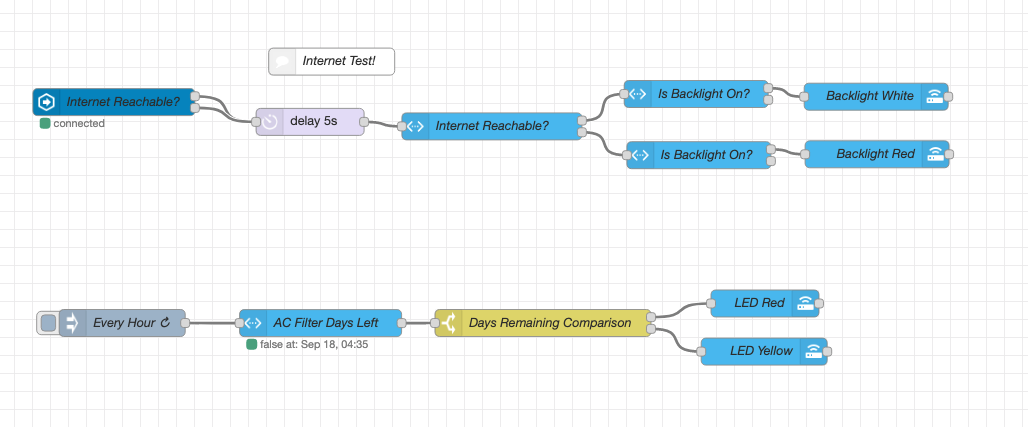 Internet Test!
Internet Reachable?
connected
delay 5s
Internet Reachable?
Is Backlight On?
Backlight White
Is Backlight On?
Backlight Red
Every Hour ↻
AC Filter Days Left
false at: Sep 18, 04:35
Days Remaining Comparison
LED Red
LED Yellow